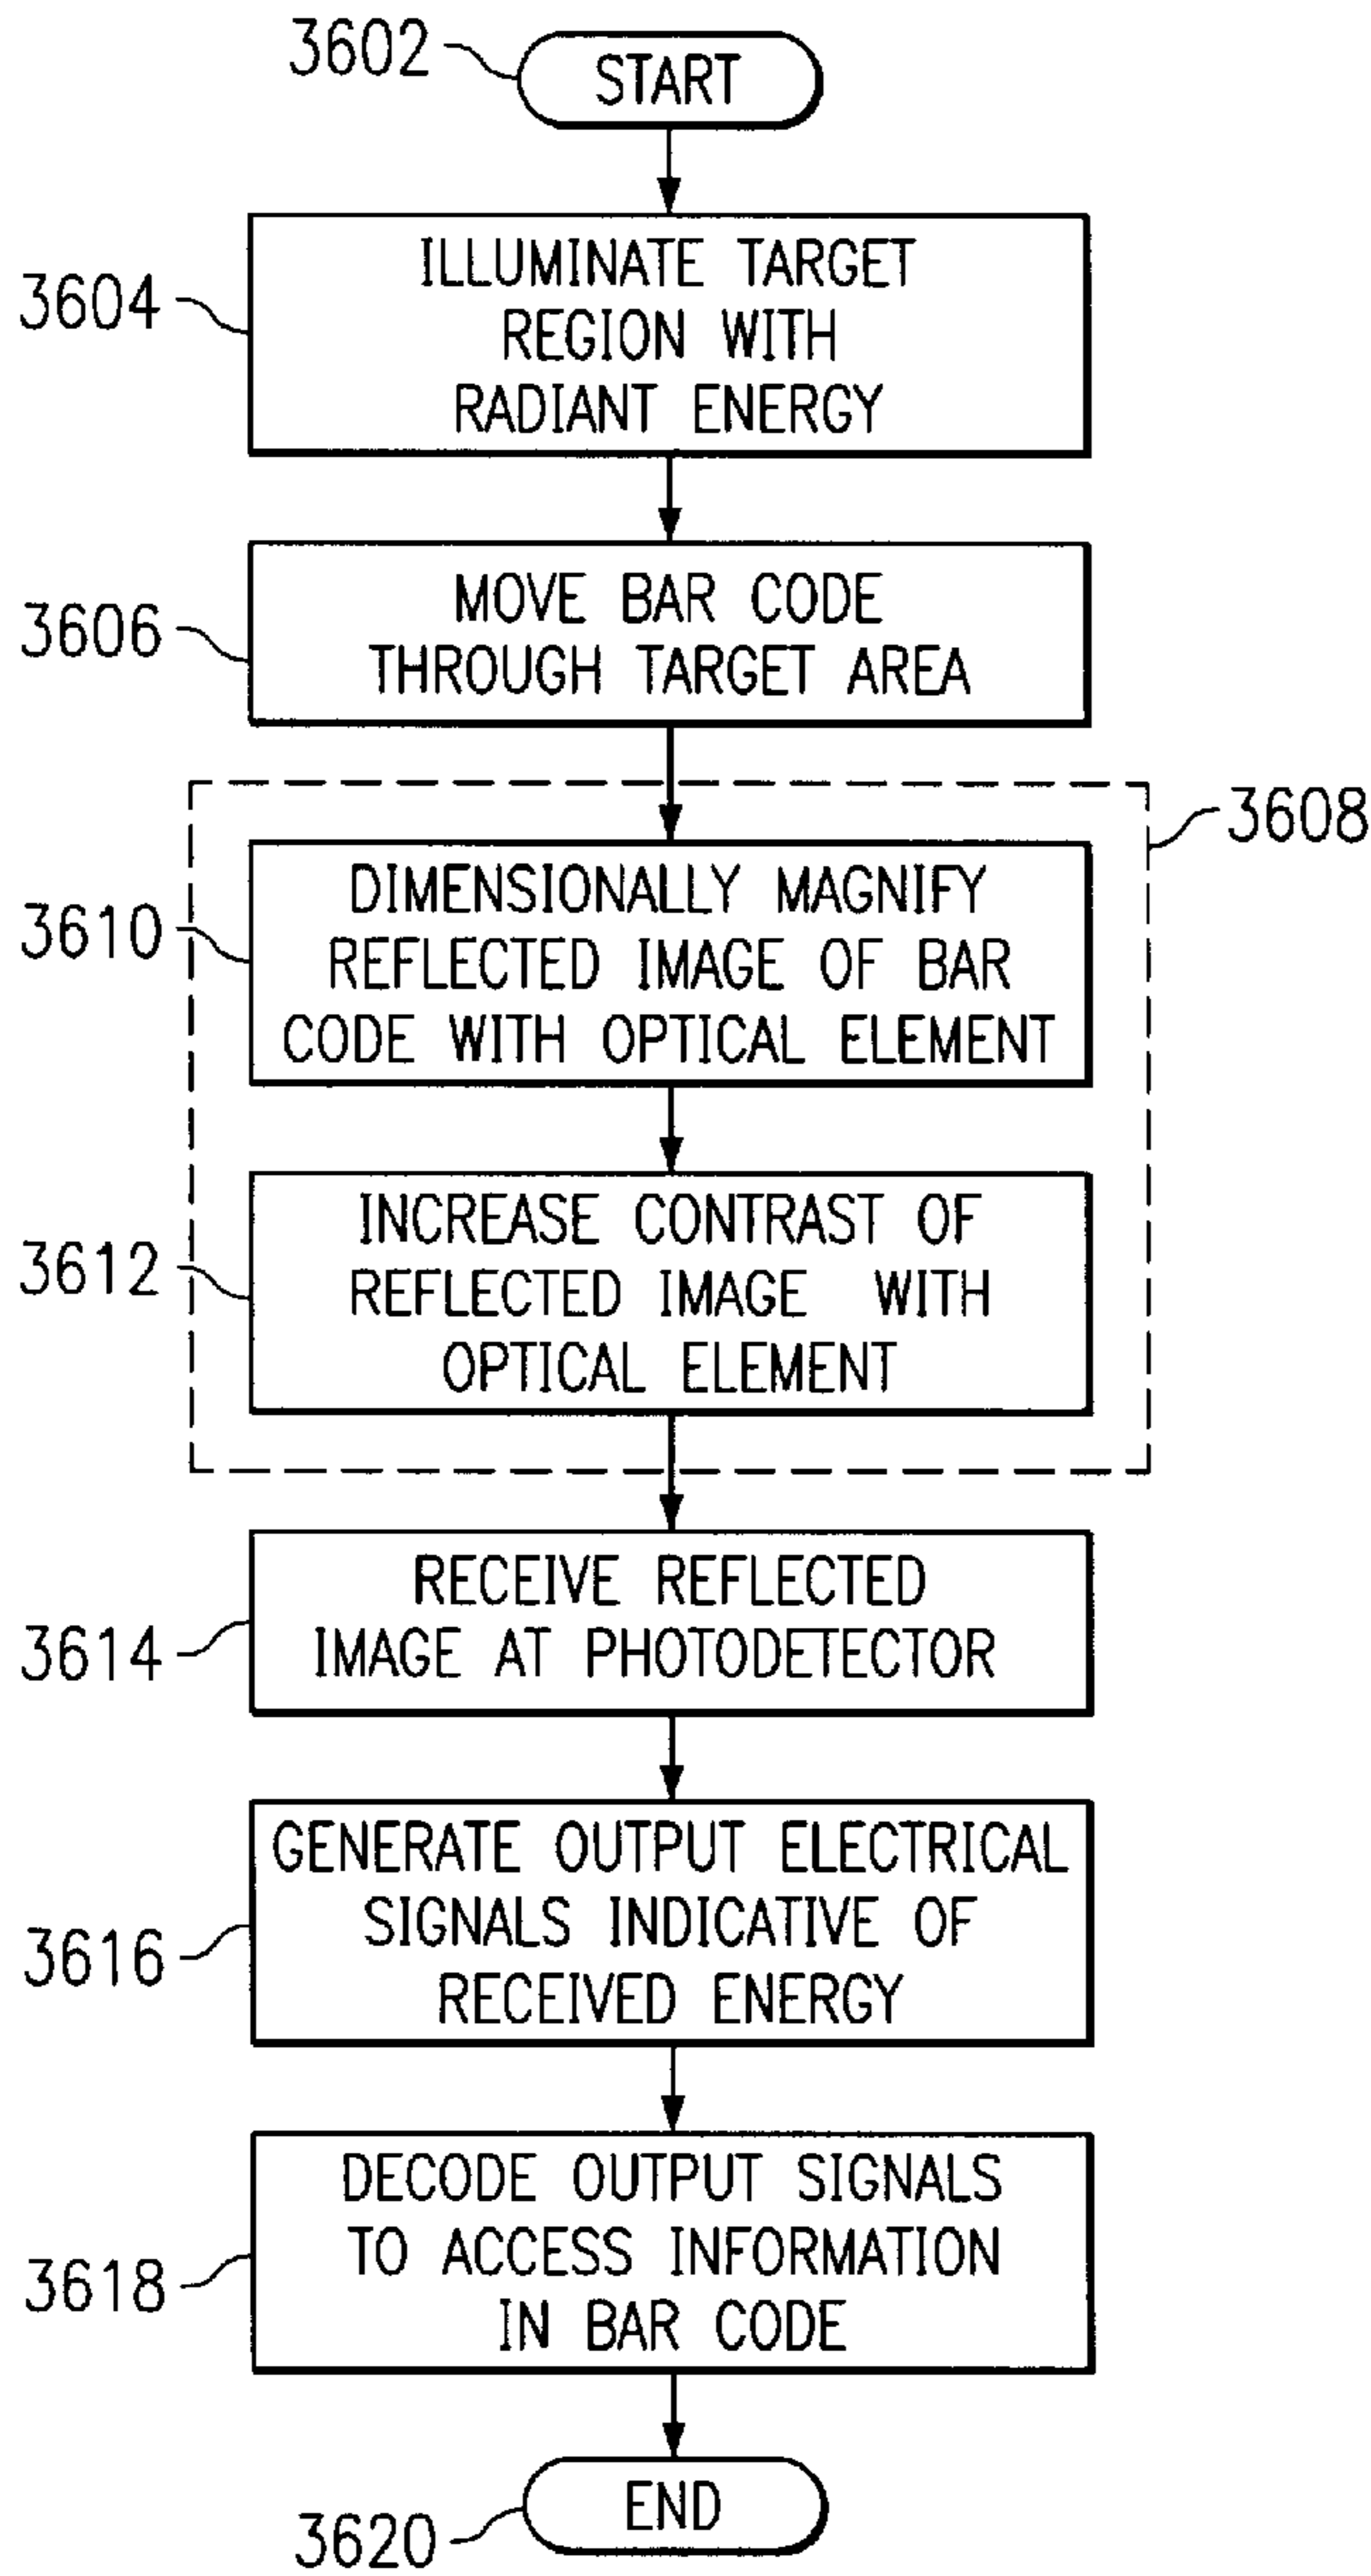 3602
START
3604
ILLUMINATE TARGET
REGION WITH
RADIANT ENERGY
3606
MOVE BAR CODE
THROUGH TARGET AREA
3608
3610
DIMENSIONALLY MAGNIFY
REFLECTED IMAGE OF BAR
CODE WITH OPTICAL ELEMENT
3612
INCREASE CONTRAST OF
REFLECTED IMAGE WITH
OPTICAL ELEMENT
3614
RECEIVE REFLECTED
IMAGE AT PHOTODETECTOR
3616
GENERATE OUTPUT ELECTRICAL
SIGNALS INDICATIVE OF
RECEIVED ENERGY
3618
DECODE OUTPUT SIGNALS
TO ACCESS INFORMATION
IN BAR CODE
3620
END